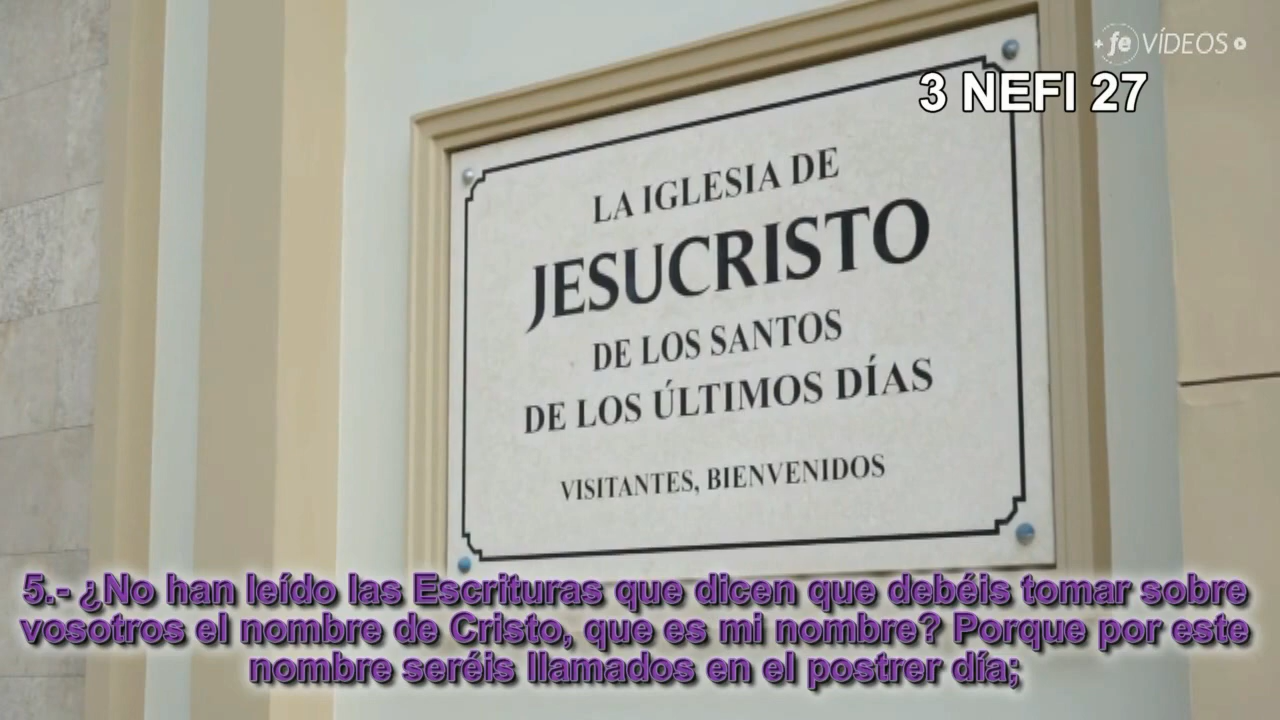 + fe VÍDEOS
3 NEFI 27
LA IGLESIA DE
JESUCRISTO
DE LOS SANTOS
DE LOS ÚLTIMOS DÍAS
VISITANTES, BIENVENIDOS
5.- ¿No han leído las Escrituras que dicen que debéis tomar sobre
vosotros el nombre de Cristo, que es mi nombre? Porque por este
nombre seréis llamados en el postrer día;